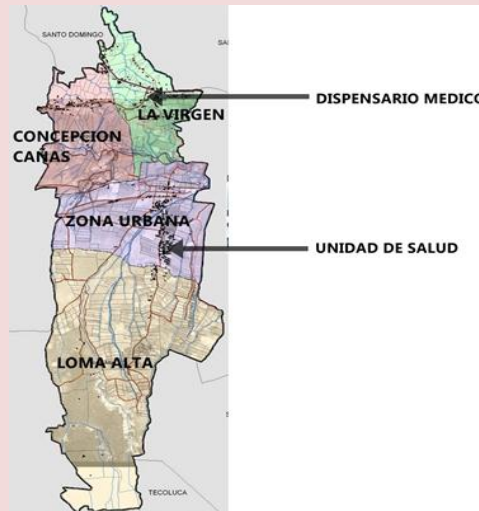 SANTO DOMINGO
DISPENSARIO MEDICO
LA VIRGEN
CONCEPCION
CAÑAS
ZONA URBANA
UNIDAD DE SALUD
LOMA ALTA
TECOLUCA